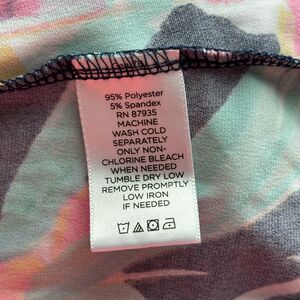 95% Polyester
5% Spandex
RN 87935
MACHINE
WASH COLD
SEPARATELY
ONLY NON-
CHLORINE BLEACH
WHEN NEEDED
TUMBLE DRY LOW
REMOVE PROMPTLY
LOW IRON
IF NEEDED